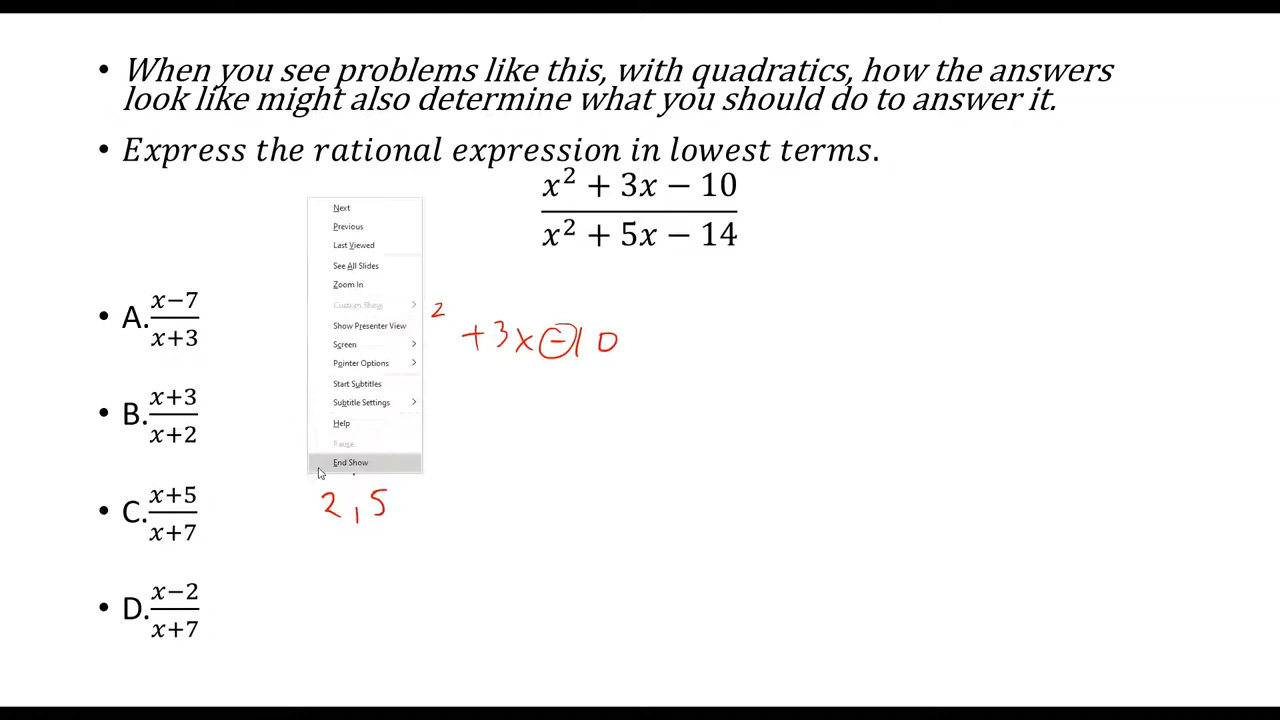 • When you see problems like this, with quadratics, how the answers
look like might also determine what you should do to answer it.
• Express the rational expression in lowest terms.
x² + 3x − 10
x² + 5x − 14
Next
Previous
Last Viewed
See All Slides
Zoom In
Custom Show
Show Presenter View
Screen
Pointer Options
Start Subtitles
Subtitle Settings
Help
Pause
End Show
• A. x−7
x+3
• B. x+3
x+2
• C. x+5
x+7
• D. x−2
x+7
² +3x −10
2, 5